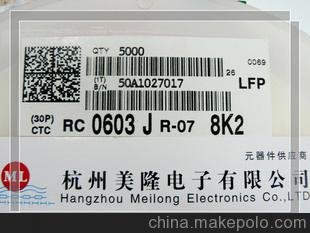 QTY 5000
0069
(1T) 26
B/N 50A1027017 LFP
(30P)
CTC RC 0603 J R-07 8K2
元器件供应商
ML 杭州美隆电子有限公司
Hangzhou Meilong Electronics Co.,LTD
china.makepolo.com